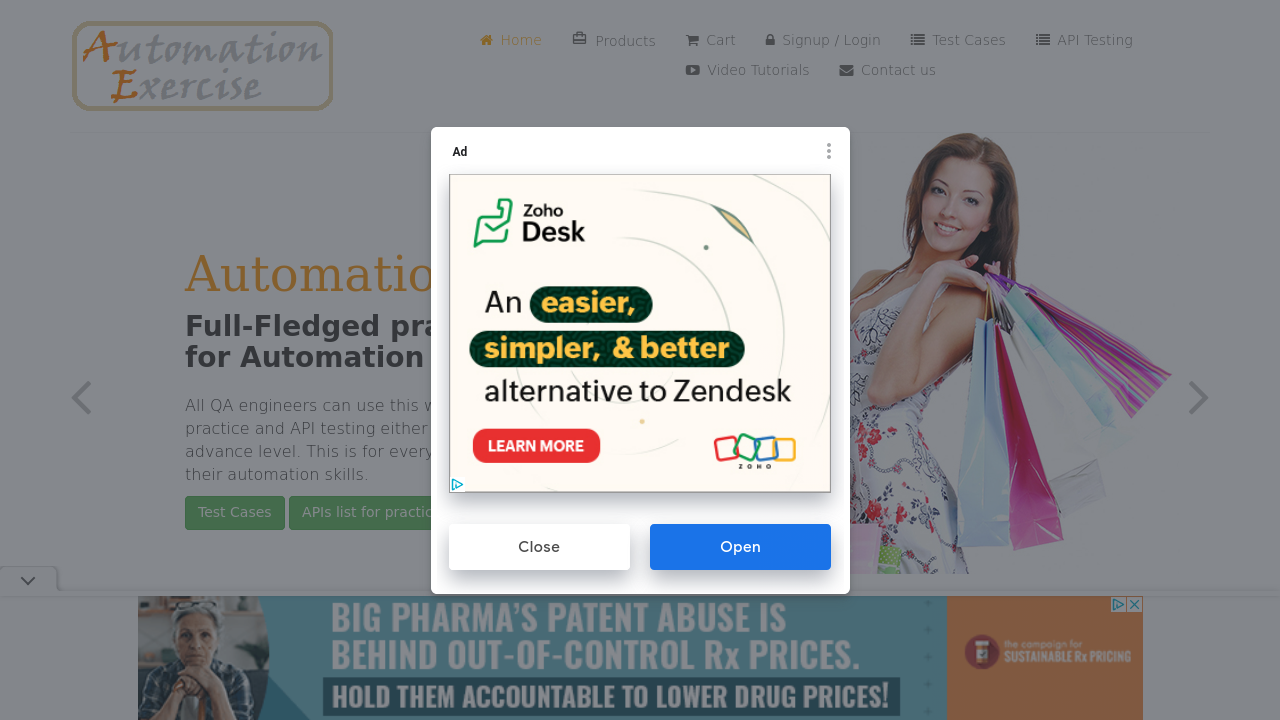 Automation
Exercise
Home
Products
Cart
Signup / Login
Test Cases
API Testing
Video Tutorials
Contact us
Ad
Zoho
Desk
An easier,
simpler, & better
alternative to Zendesk
LEARN MORE
ZOHO
Close
Open
Full-Fledged
for Automation
All QA engineers can use this
practice and API testing either
advance level. This is for
their automation skills.
Test Cases
APIs list for
BIG PHARMA'S PATENT ABUSE IS
BEHIND OUT-OF-CONTROL Rx PRICES.
HOLD THEM ACCOUNTABLE TO LOWER DRUG PRICES!
the campaign for
SUSTAINABLE Rx PRICING